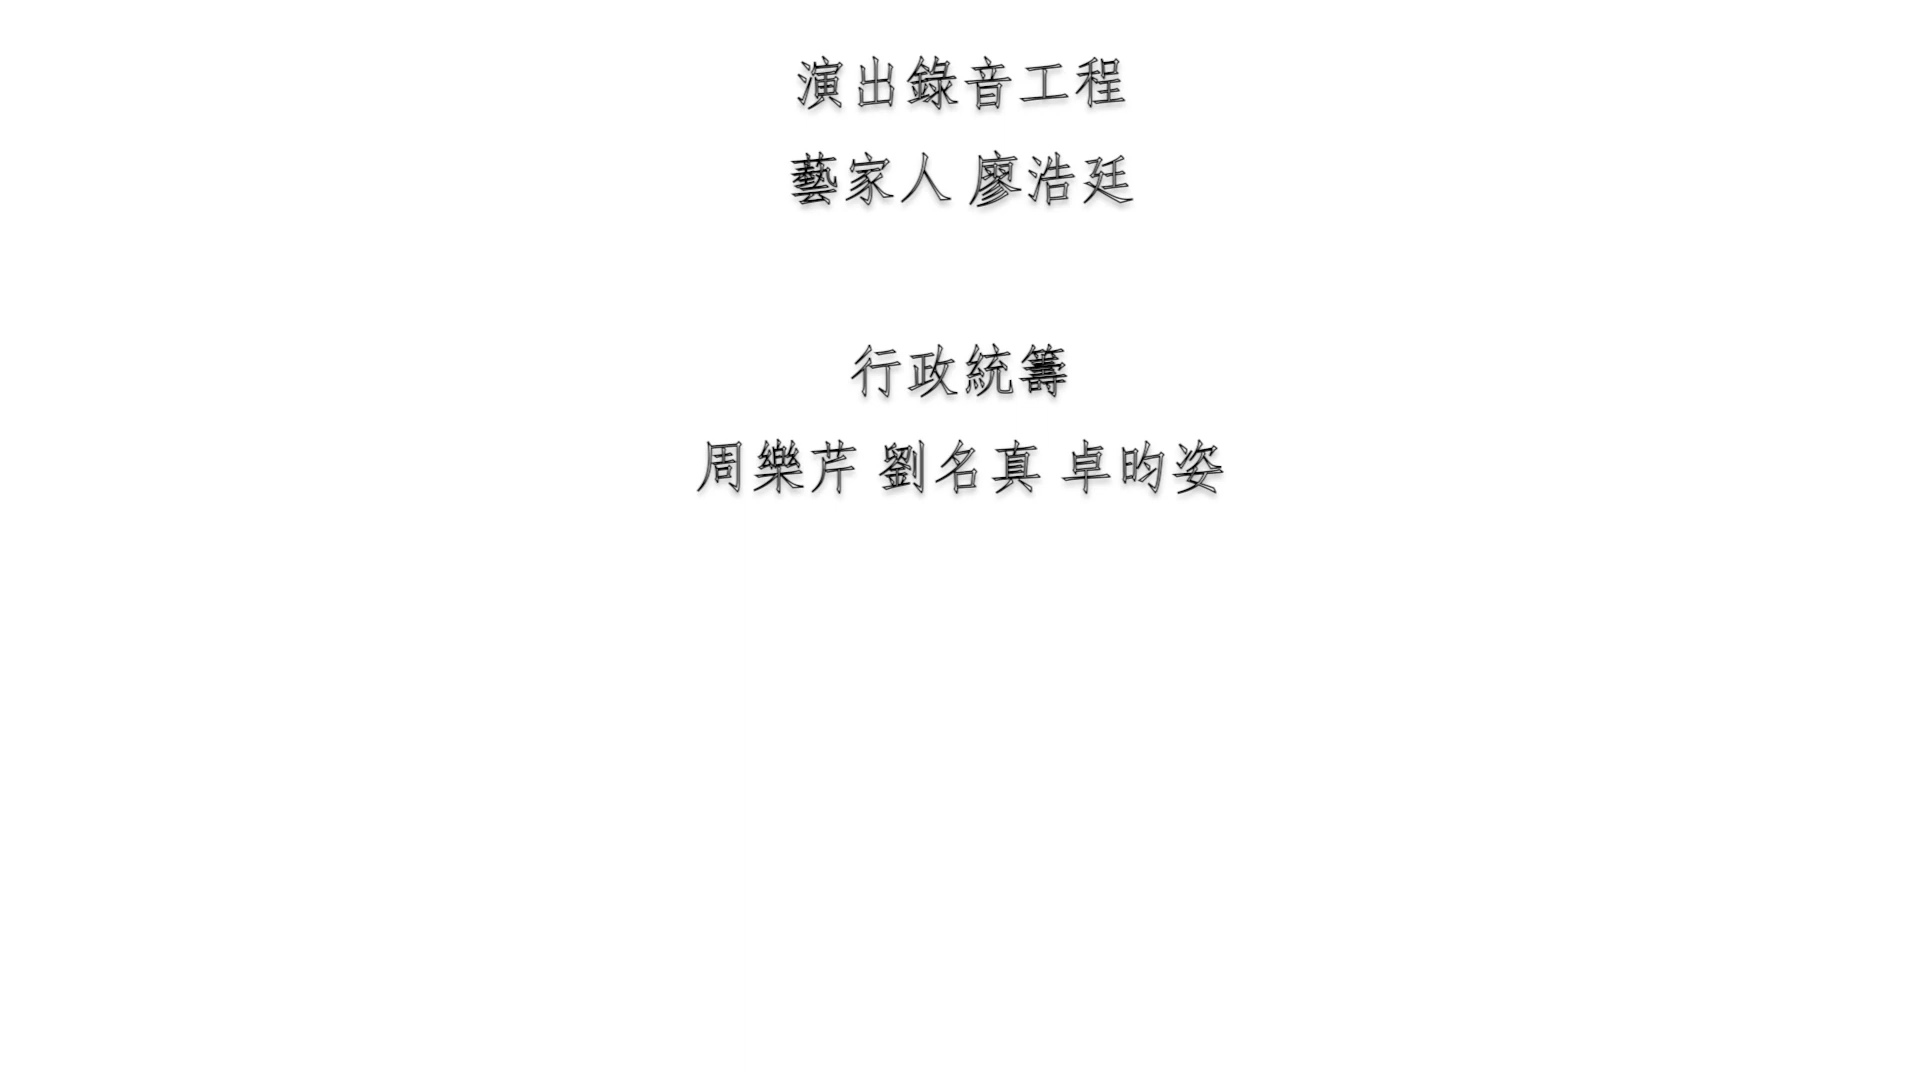 演出錄音工程
藝家人 廖浩廷
行政統籌
周樂芹 劉名真 卓昀姿